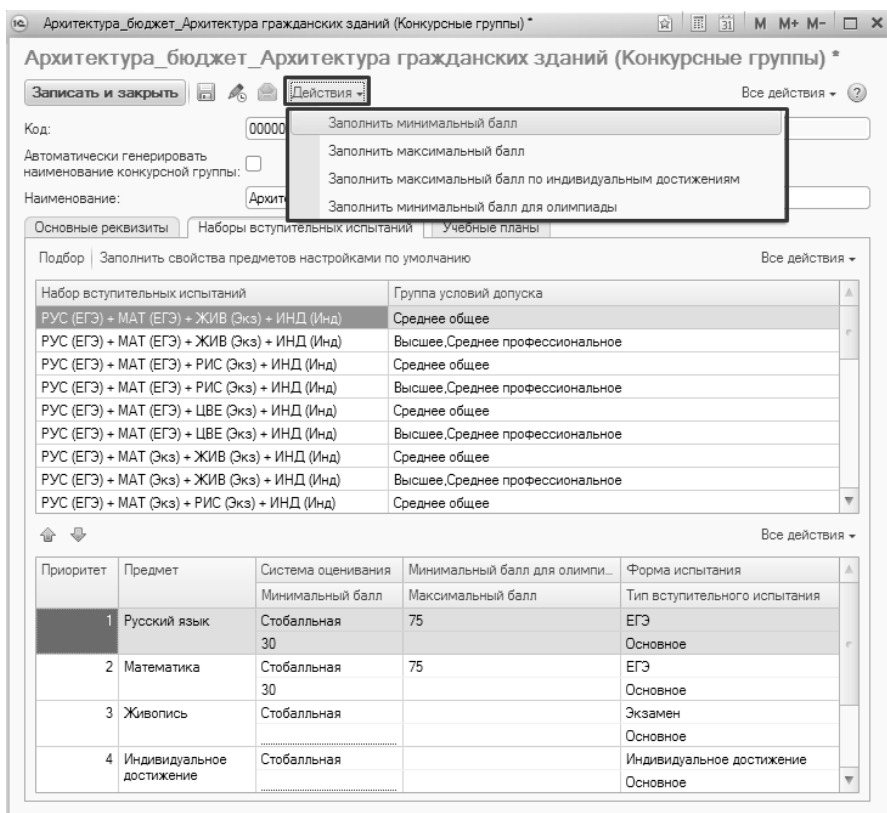 Архитектура_бюджет_Архитектура гражданских зданий (Конкурсные группы) *
M M+ M-
Архитектура_бюджет_Архитектура гражданских зданий (Конкурсные группы) *
Записать и закрыть Действия Все действия ?
Код: 00000
Заполнить минимальный балл
Заполнить максимальный балл
Заполнить максимальный балл по индивидуальным достижениям
Заполнить минимальный балл для олимпиады
Автоматически генерировать
наименование конкурсной группы:
Наименование: Архит
Основные реквизиты Наборы вступительных испытаний Учебные планы
Подбор Заполнить свойства предметов настройками по умолчанию Все действия
Набор вступительных испытаний Группа условий допуска
РУС (ЕГЭ) + МАТ (ЕГЭ) + ЖИВ (Экз) + ИНД (Инд) Среднее общее
РУС (ЕГЭ) + МАТ (ЕГЭ) + ЖИВ (Экз) + ИНД (Инд) Высшее,Среднее профессиональное
РУС (ЕГЭ) + МАТ (ЕГЭ) + РИС (Экз) + ИНД (Инд) Среднее общее
РУС (ЕГЭ) + МАТ (ЕГЭ) + РИС (Экз) + ИНД (Инд) Высшее,Среднее профессиональное
РУС (ЕГЭ) + МАТ (ЕГЭ) + ЦВЕ (Экз) + ИНД (Инд) Среднее общее
РУС (ЕГЭ) + МАТ (ЕГЭ) + ЦВЕ (Экз) + ИНД (Инд) Высшее,Среднее профессиональное
РУС (ЕГЭ) + МАТ (Экз) + ЖИВ (Экз) + ИНД (Инд) Среднее общее
РУС (ЕГЭ) + МАТ (Экз) + ЖИВ (Экз) + ИНД (Инд) Высшее,Среднее профессиональное
РУС (ЕГЭ) + МАТ (Экз) + РИС (Экз) + ИНД (Инд) Среднее общее
Все действия
Приоритет Предмет Система оценивания Минимальный балл для олимпи... Форма испытания
Минимальный балл Максимальный балл Тип вступительного испытания
1 Русский язык Стобалльная 75 ЕГЭ
30 Основное
2 Математика Стобалльная 75 ЕГЭ
30 Основное
3 Живопись Стобалльная Экзамен
Основное
4 Индивидуальное Стобалльная Индивидуальное достижение
достижение Основное